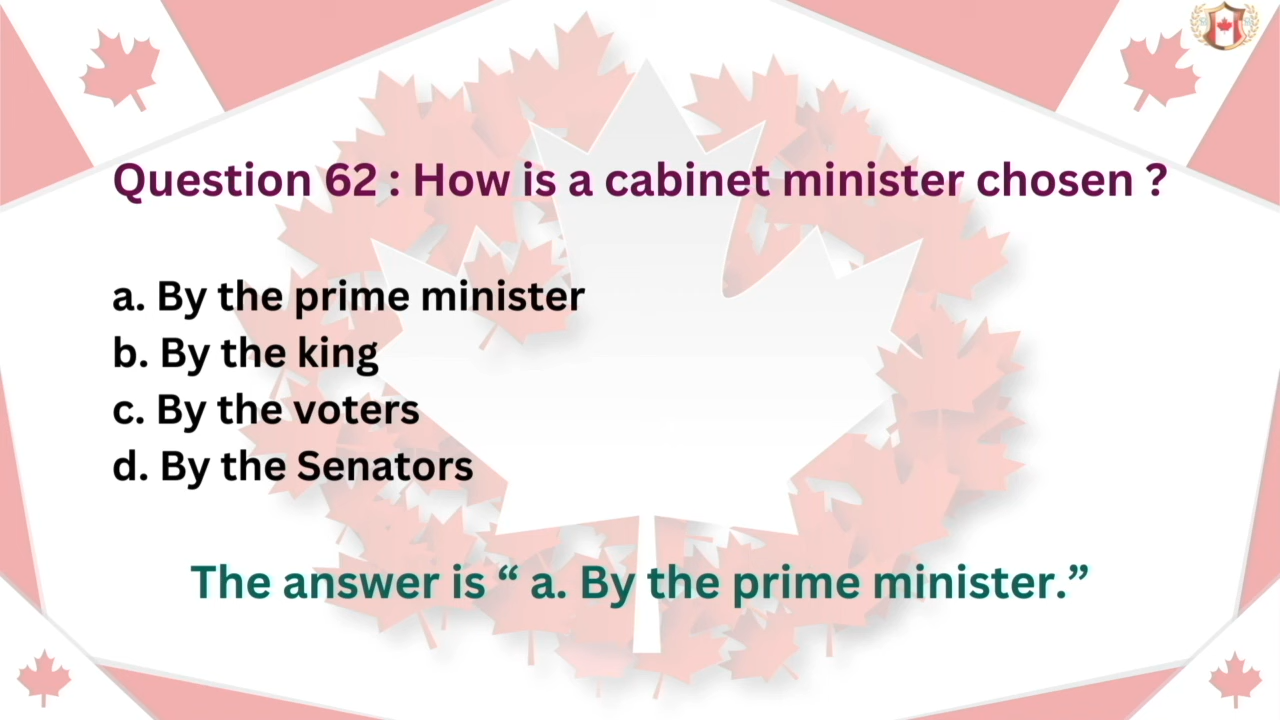 Question 62 : How is a cabinet minister chosen ?
a. By the prime minister
b. By the king
c. By the voters
d. By the Senators
The answer is “ a. By the prime minister.”